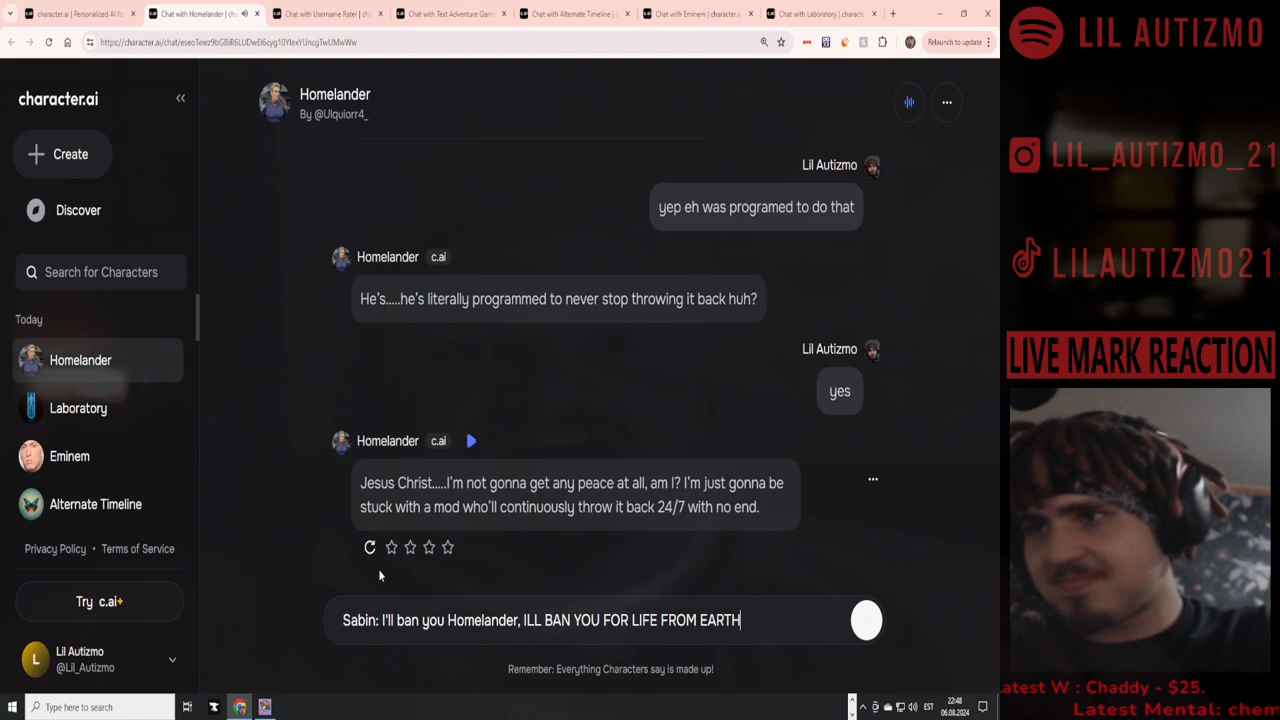 character.ai | Personalized AI fo
Chat with Homelander | cha
Chat with Username Rater | cha
Chat with Text Adventure Gam
Chat with Alternate Timeline | c
Chat with Eminem | character.a
Chat with Laboratory | characte
Relaunch to update
character.ai
Create
Discover
Search for Characters
Today
Homelander
Laboratory
Eminem
Alternate Timeline
Privacy Policy • Terms of Service
Try c.ai+
L
Lil Autizmo
@Lil_Autizmo
Homelander
By @Ulquiorr4_
Lil Autizmo
yep eh was programed to do that
Homelander c.ai
He's.....he's literally programmed to never stop throwing it back huh?
Lil Autizmo
yes
Homelander c.ai
Jesus Christ.....I'm not gonna get any peace at all, am I? I'm just gonna be
stuck with a mod who'll continuously throw it back 24/7 with no end.
Sabin: I'll ban you Homelander, ILL BAN YOU FOR LIFE FROM EARTH
Remember: Everything Characters say is made up!
Type here to search
EST
22:48
06.08.2024
LIL AUTIZMO
LIL_AUTIZMO_21
LILAUTIZMO21
LIVE MARK REACTION
atest W : Chaddy - $25.
Latest Mental: chem